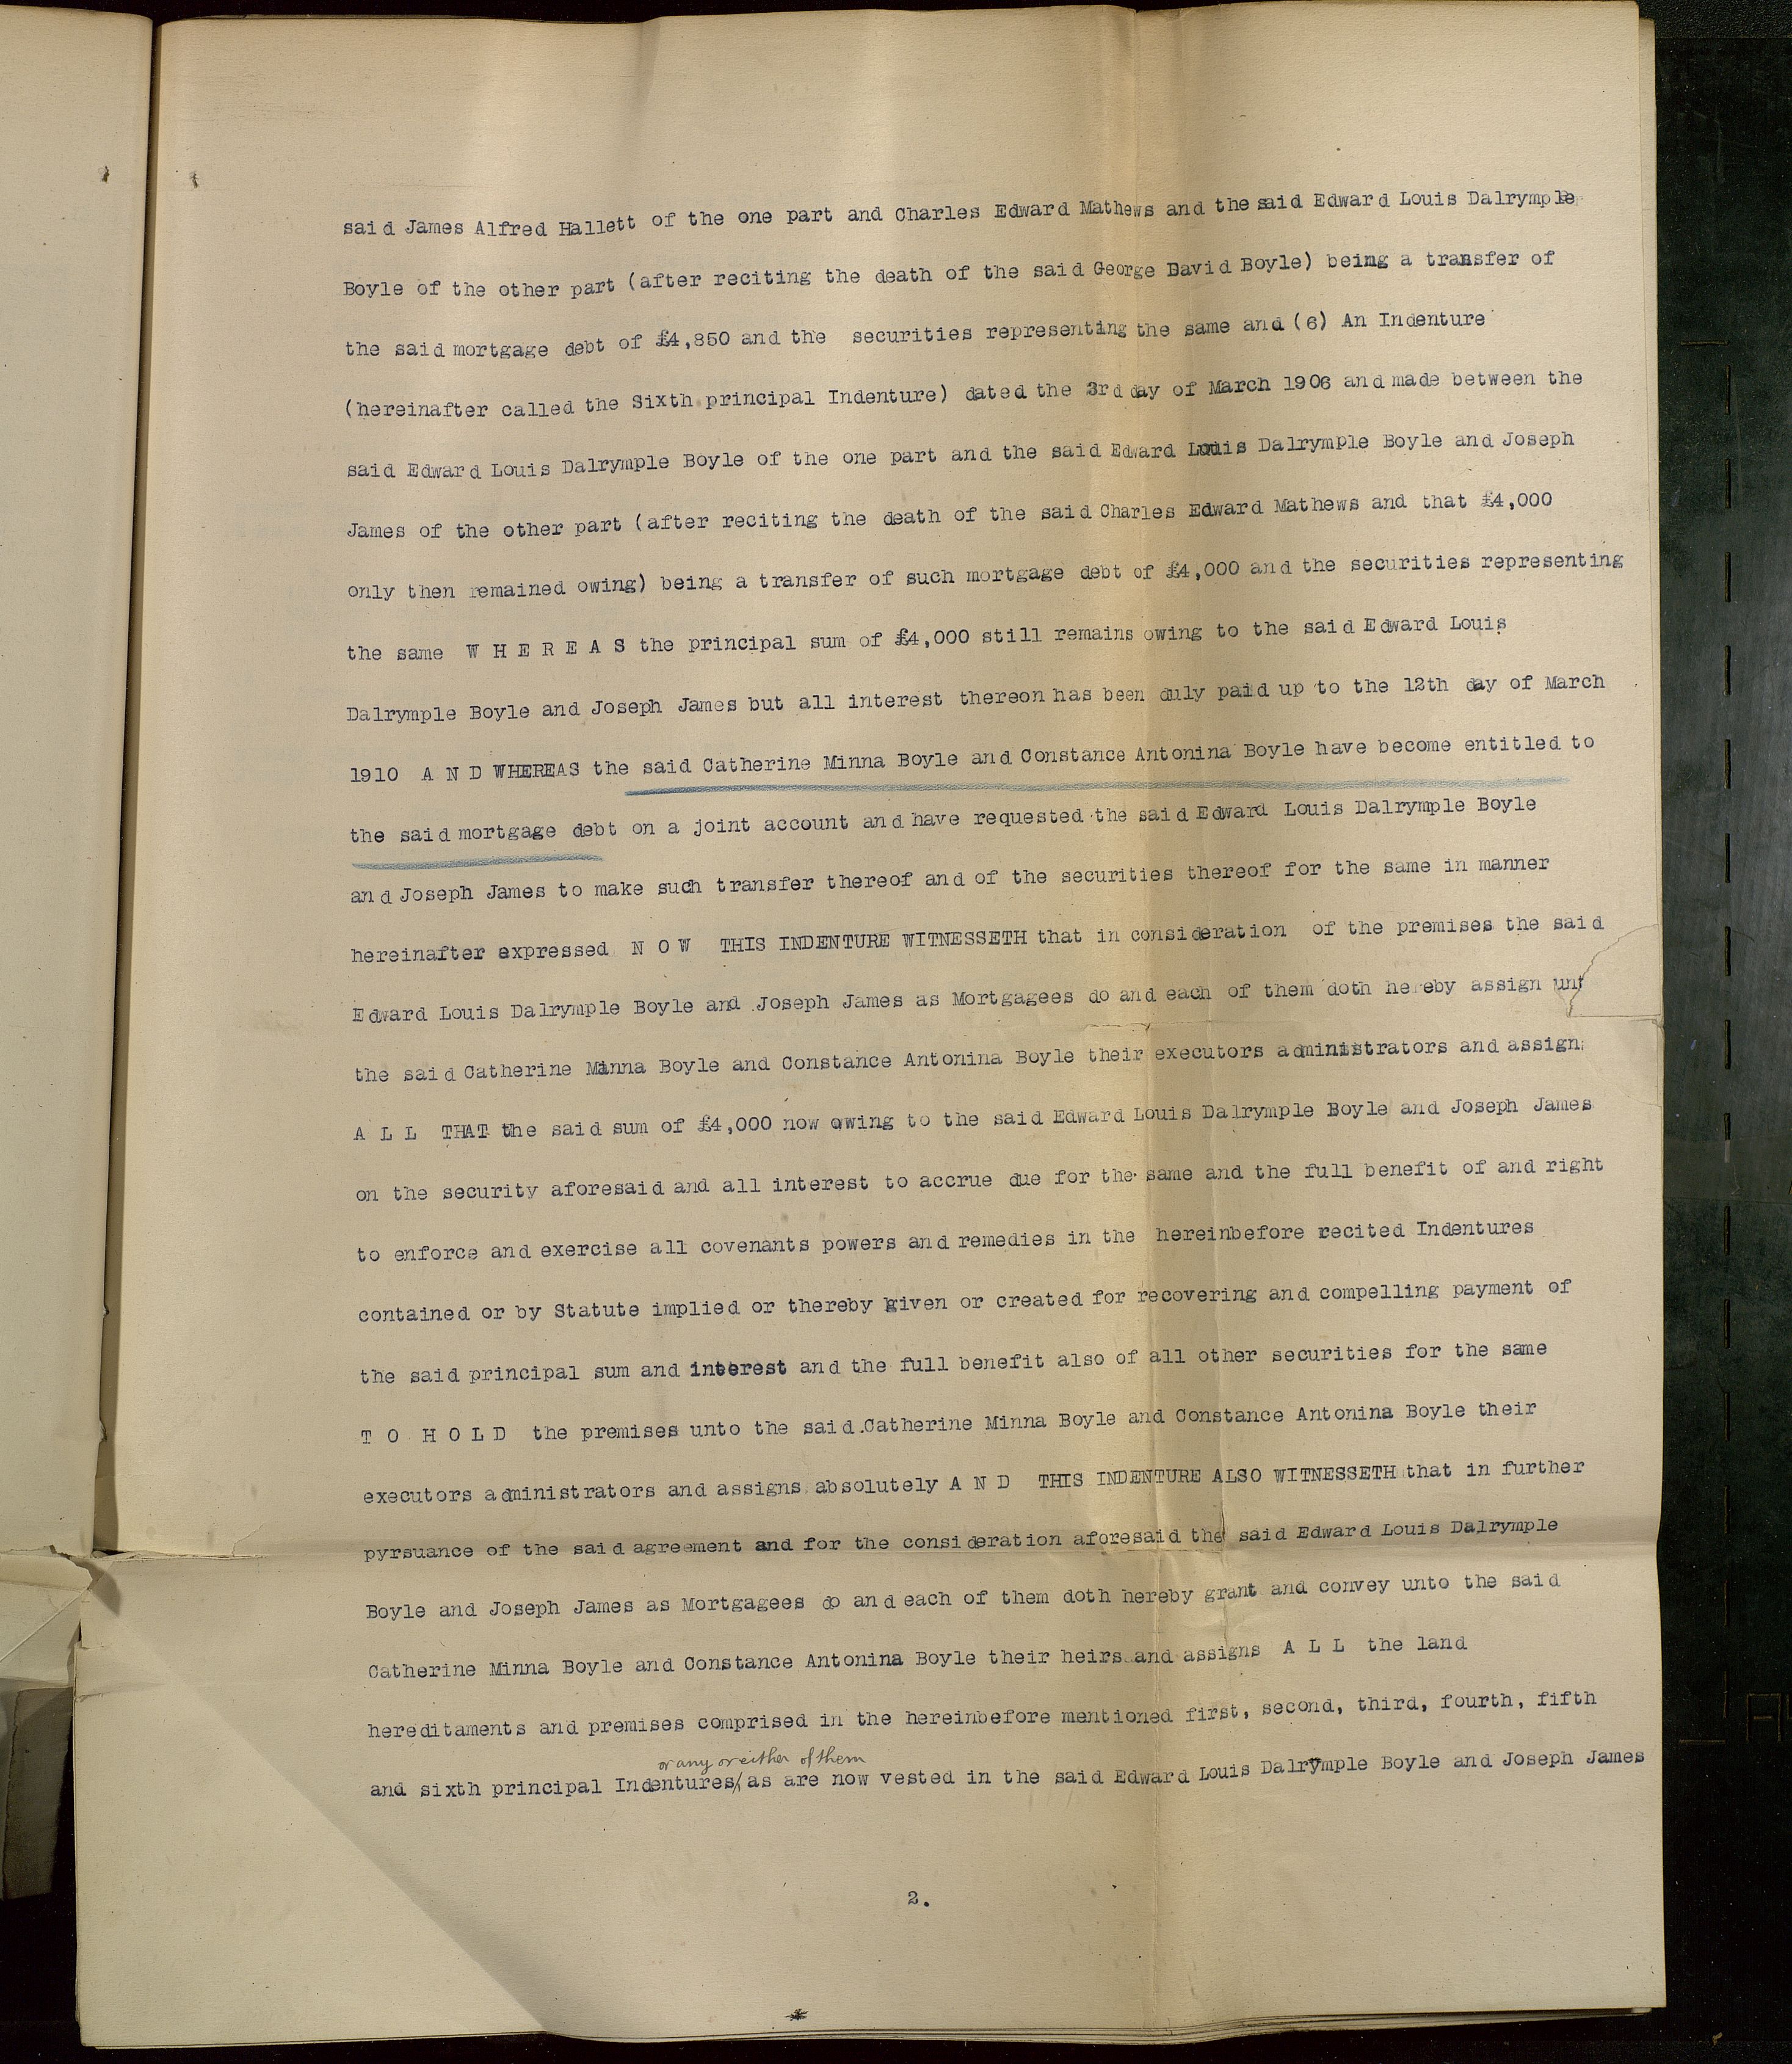 said James Alfred Hallett of the one part and Charles Edward Mathews and the said Edward Louis Dalrymple
Boyle of the other part (after reciting the death of the said George David Boyle) being a transfer of
the said mortgage debt of £4,850 and the securities representing the same and (6) An Indenture
(hereinafter called the Sixth principal Indenture) dated the 3rd day of March 1906 and made between the
said Edward Louis Dalrymple Boyle of the one part and the said Edward Louis Dalrymple Boyle and Joseph
James of the other part (after reciting the death of the said Charles Edward Mathews and that £4,000
only then remained owing) being a transfer of such mortgage debt of £4,000 and the securities representing
the same W H E R E A S the principal sum of £4,000 still remains owing to the said Edward Louis
Dalrymple Boyle and Joseph James but all interest thereon has been duly paid up to the 12th day of March
1910 A N D WHEREAS the said Catherine Minna Boyle and Constance Antonina Boyle have become entitled to
the said mortgage debt on a joint account and have requested the said Edward Louis Dalrymple Boyle
and Joseph James to make such transfer thereof and of the securities thereof for the same in manner
hereinafter expressed N O W THIS INDENTURE WITNESSETH that in consideration of the premises the said
Edward Louis Dalrymple Boyle and Joseph James as Mortgagees do and each of them doth hereby assign unt
the said Catherine Minna Boyle and Constance Antonina Boyle their executors administrators and assign
A L L THAT the said sum of £4,000 now owing to the said Edward Louis Dalrymple Boyle and Joseph James
on the security aforesaid and all interest to accrue due for the same and the full benefit of and right
to enforce and exercise all covenants powers and remedies in the hereinbefore recited Indentures
contained or by Statute implied or thereby given or created for recovering and compelling payment of
the said principal sum and interest and the full benefit also of all other securities for the same
T O H O L D the premises unto the said Catherine Minna Boyle and Constance Antonina Boyle their
executors administrators and assigns absolutely A N D THIS INDENTURE ALSO WITNESSETH that in further
pyrsuance of the said agreement and for the consideration aforesaid the said Edward Louis Dalrymple
Boyle and Joseph James as Mortgagees do and each of them doth hereby grant and convey unto the said
Catherine Minna Boyle and Constance Antonina Boyle their heirs and assigns A L L the land
hereditaments and premises comprised in the hereinbefore mentioned first, second, third, fourth, fifth
or any or either of them
and sixth principal Indentures/ as are now vested in the said Edward Louis Dalrymple Boyle and Joseph James
2.